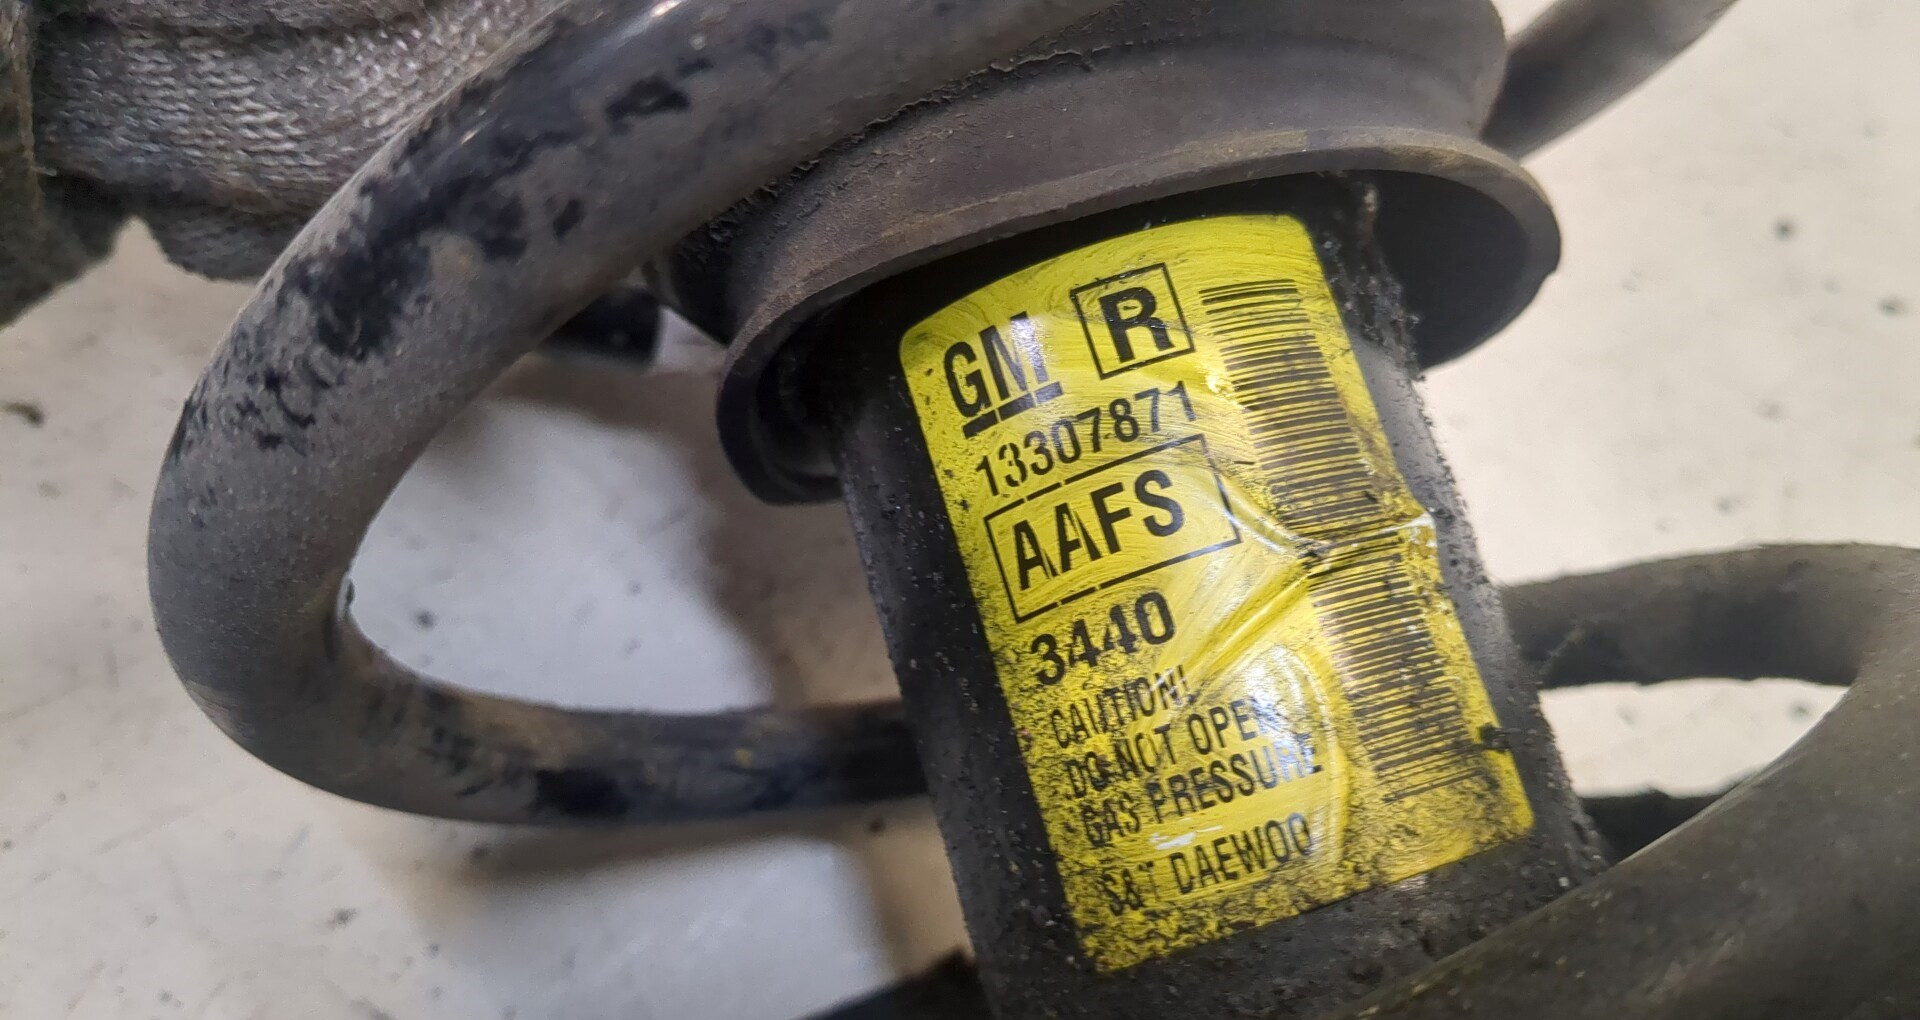 GM R
13307871
AAFS
3440
CAUTION!
DO NOT OPEN
GAS PRESSURE
S&T DAEWOO